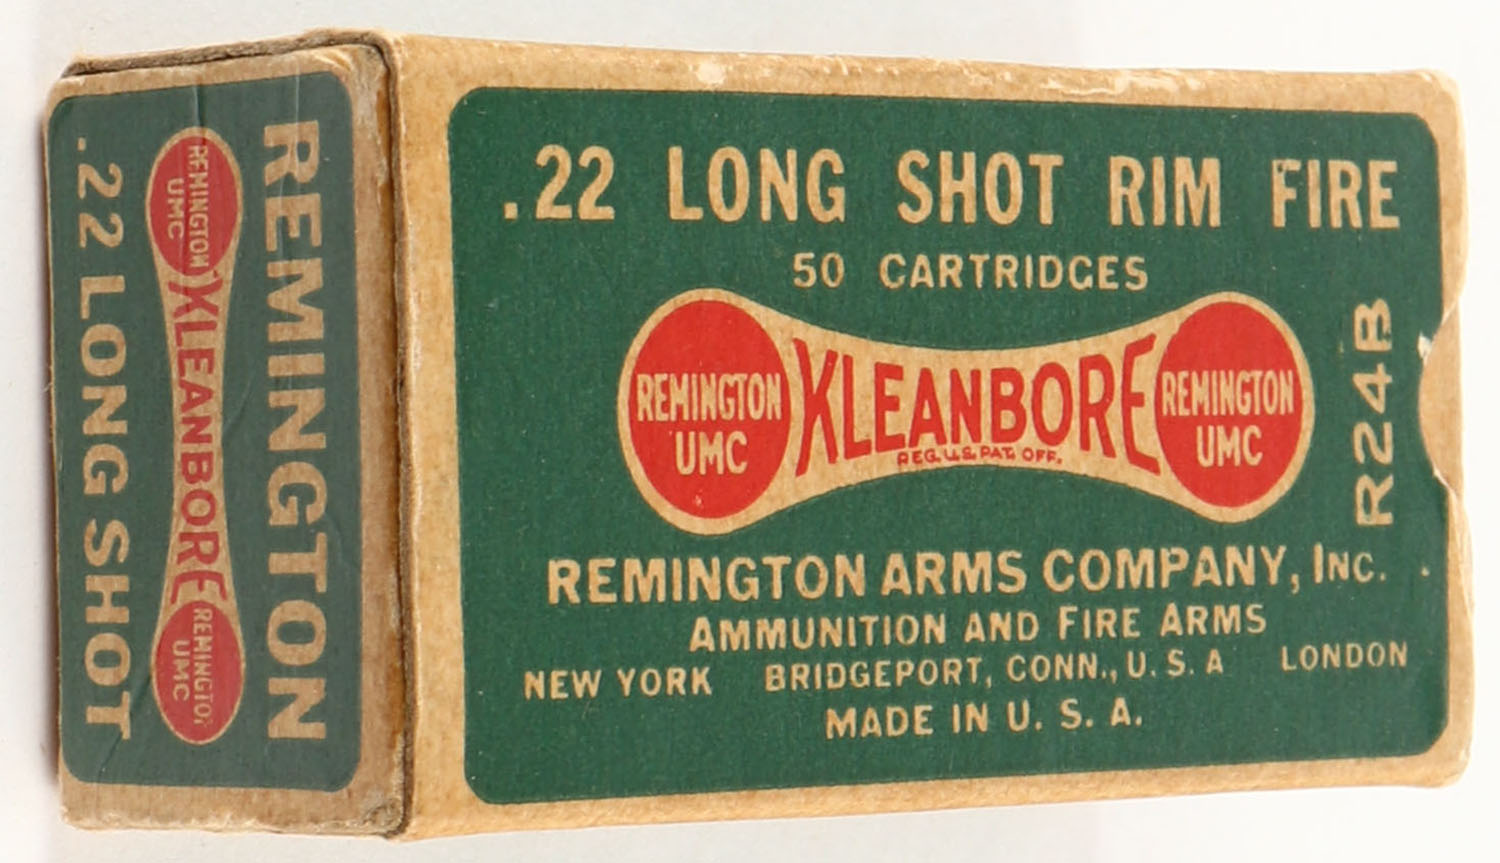 .22 LONG SHOT RIM FIRE
50 CARTRIDGES
REMINGTON
UMC
KLEANBORE
REG. U.S. PAT. OFF.
REMINGTON
UMC
R24B
REMINGTON ARMS COMPANY, INC.
AMMUNITION AND FIRE ARMS
NEW YORK BRIDGEPORT, CONN., U. S. A LONDON
MADE IN U. S. A.
REMINGTON
REMINGTON
UMC
KLEANBORE
REMINGTON
UMC
.22 LONG SHOT